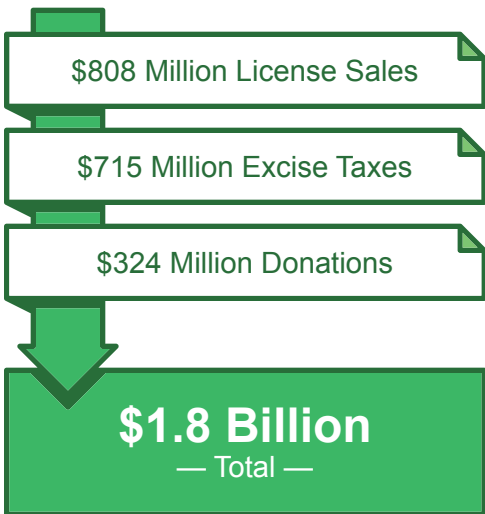 $808 Million License Sales
$715 Million Excise Taxes
$324 Million Donations
$1.8 Billion
— Total —